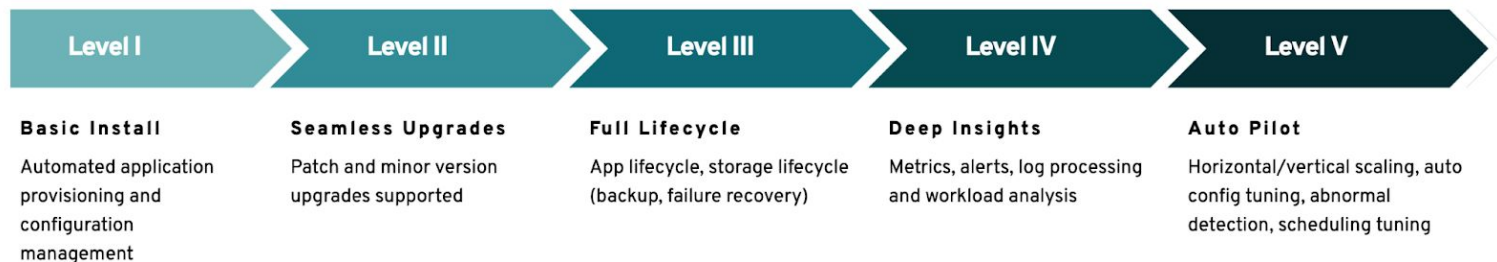 Level I
Level II
Level III
Level IV
Level V
Basic Install
Automated application
provisioning and
configuration
management
Seamless Upgrades
Patch and minor version
upgrades supported
Full Lifecycle
App lifecycle, storage lifecycle
(backup, failure recovery)
Deep Insights
Metrics, alerts, log processing
and workload analysis
Auto Pilot
Horizontal/vertical scaling, auto
config tuning, abnormal
detection, scheduling tuning